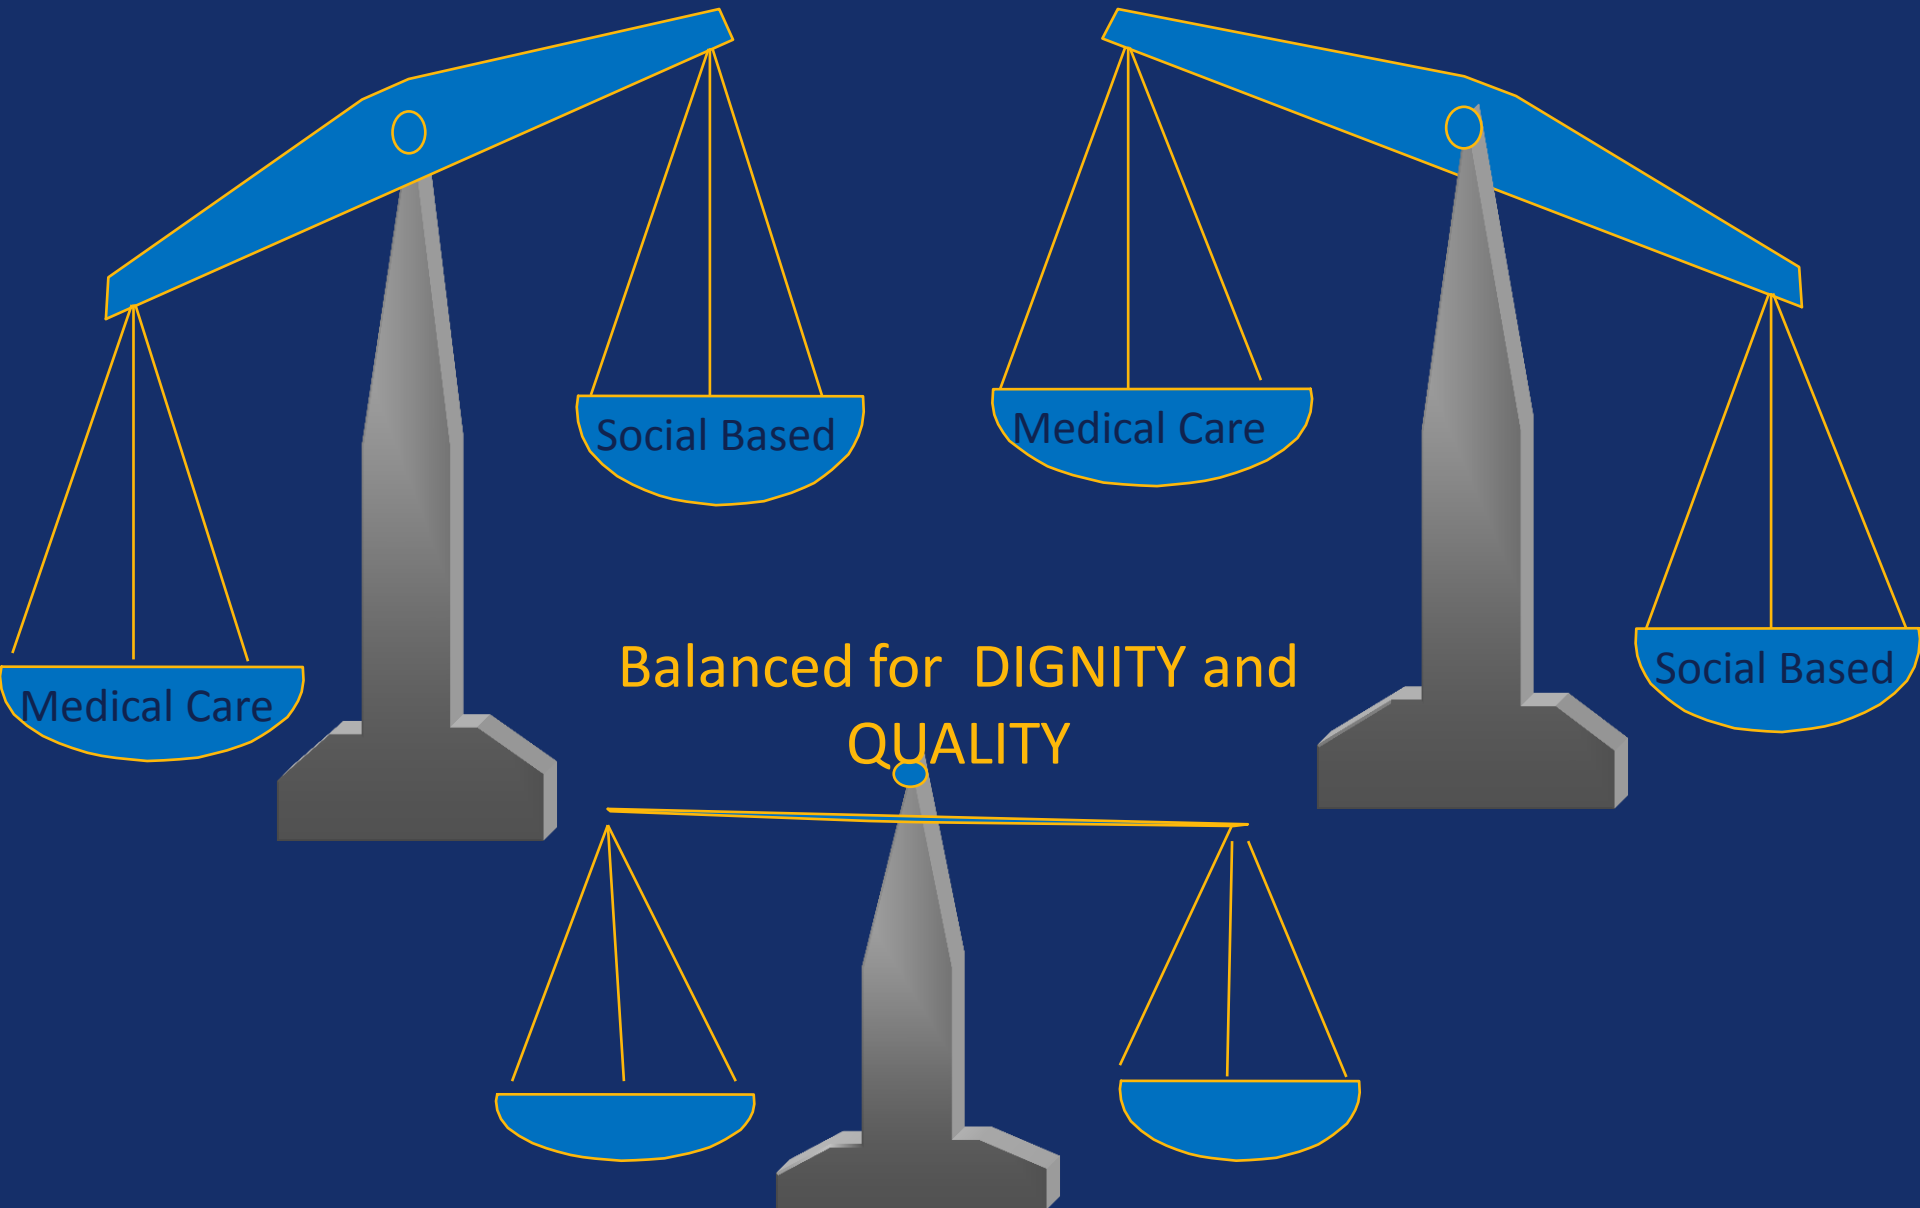 Social Based
Medical Care
Medical Care
Social Based
Balanced for  DIGNITY and
QUALITY